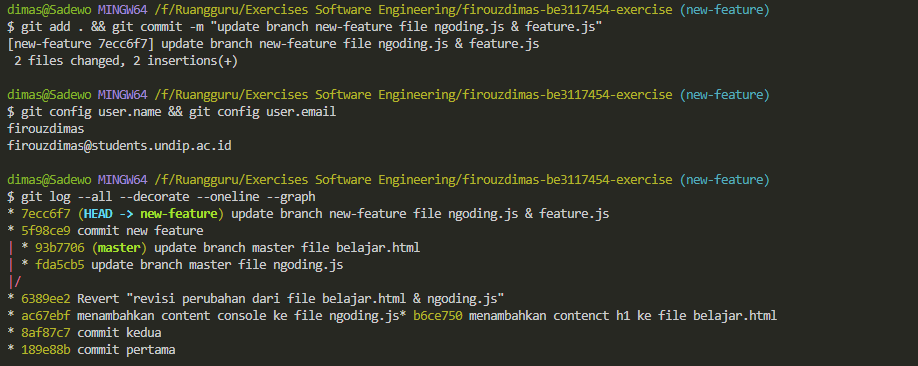 dimas@Sadewo MINGW64 /f/Ruangguru/Exercises Software Engineering/firouzdimas-be3117454-exercise (new-feature)
$ git add . && git commit -m "update branch new-feature file ngoding.js & feature.js"
[new-feature 7ecc6f7] update branch new-feature file ngoding.js & feature.js
 2 files changed, 2 insertions(+)
dimas@Sadewo MINGW64 /f/Ruangguru/Exercises Software Engineering/firouzdimas-be3117454-exercise (new-feature)
$ git config user.name && git config user.email
firouzdimas
firouzdimas@students.undip.ac.id
dimas@Sadewo MINGW64 /f/Ruangguru/Exercises Software Engineering/firouzdimas-be3117454-exercise (new-feature)
$ git log --all --decorate --oneline --graph
* 7ecc6f7 (HEAD -> new-feature) update branch new-feature file ngoding.js & feature.js
* 5f98ce9 commit new feature
| * 93b7706 (master) update branch master file belajar.html
| * fda5cb5 update branch master file ngoding.js
|/
* 6389ee2 Revert "revisi perubahan dari file belajar.html & ngoding.js"
* ac67ebf menambahkan content console ke file ngoding.js* b6ce750 menambahkan contenct h1 ke file belajar.html
* 8af87c7 commit kedua
* 189e88b commit pertama